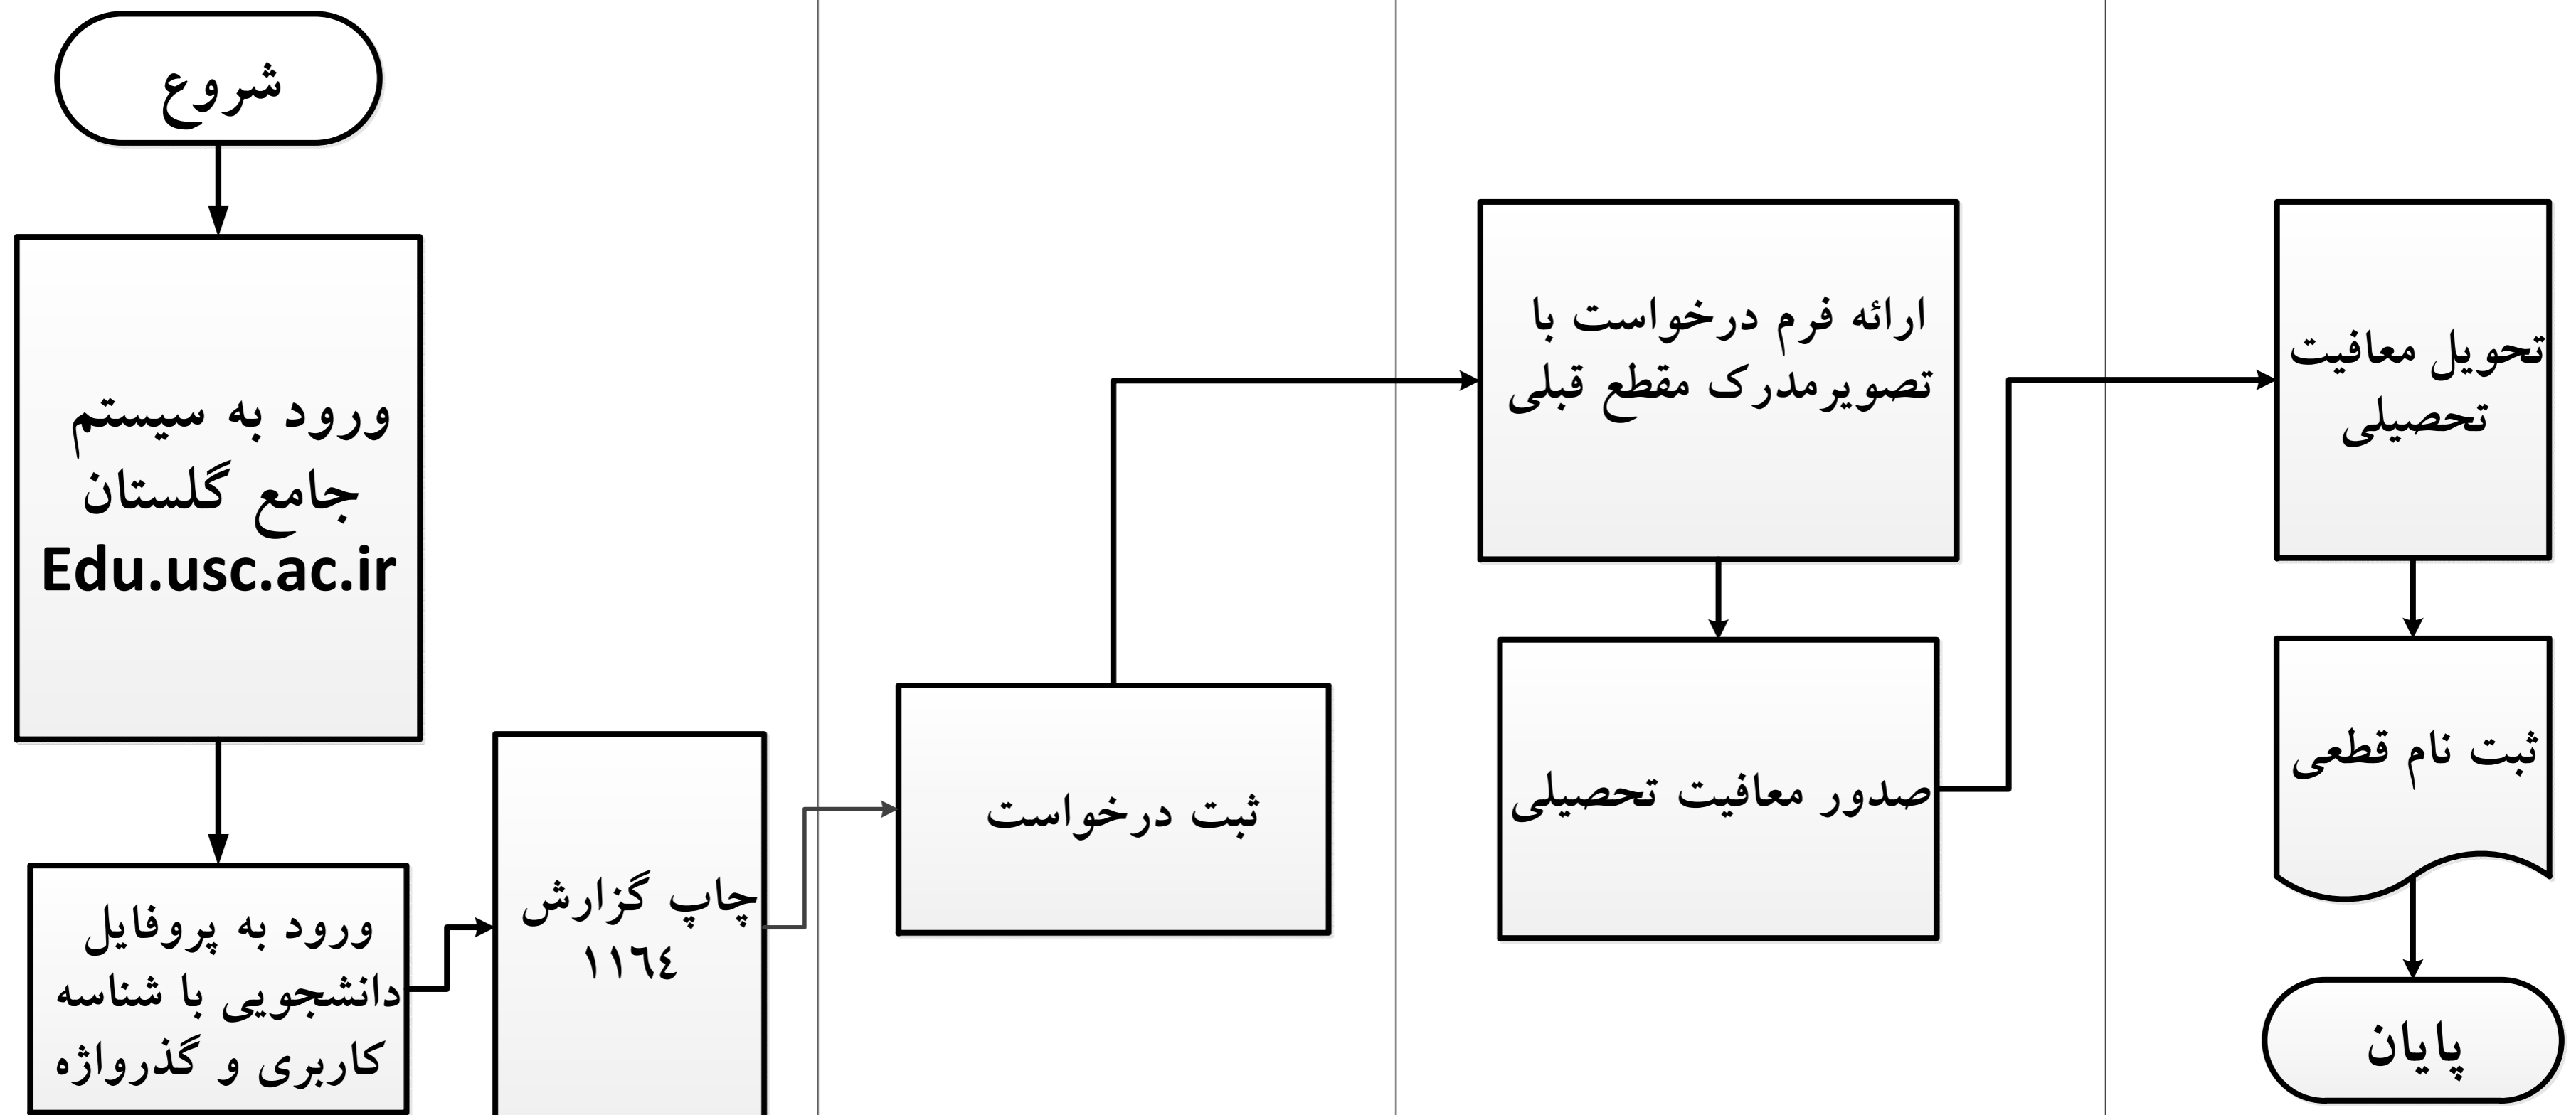 شروع
ورود به سیستم
جامع گلستان
Edu.usc.ac.ir
ورود به پروفایل
دانشجویی با شناسه
کاربری و گذرواژه
چاپ گزارش
١١٦٤
ثبت درخواست
ارائه فرم درخواست با
تصویرمدرک مقطع قبلی
صدور معافیت تحصیلی
تحویل معافیت
تحصیلی
ثبت نام قطعی
پایان